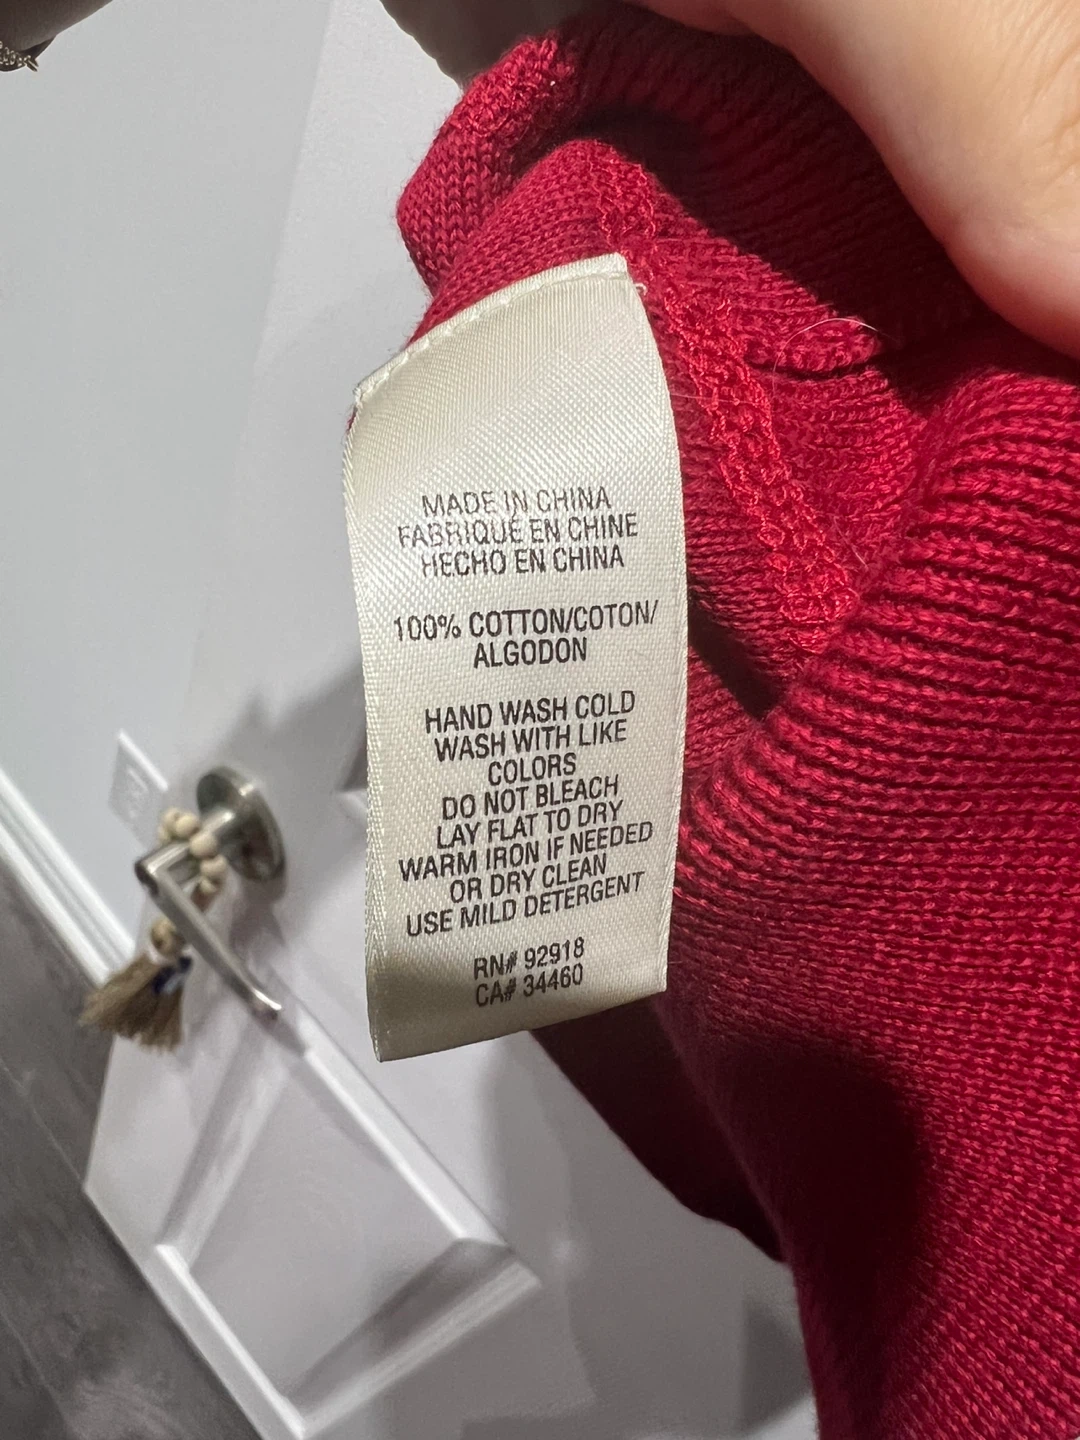 MADE IN CHINA
FABRIQUÉ EN CHINE
HECHO EN CHINA
100% COTTON/COTON/
ALGODON
HAND WASH COLD
WASH WITH LIKE
COLORS
DO NOT BLEACH
LAY FLAT TO DRY
WARM IRON IF NEEDED
OR DRY CLEAN
USE MILD DETERGENT
RN# 92918
CA# 34460